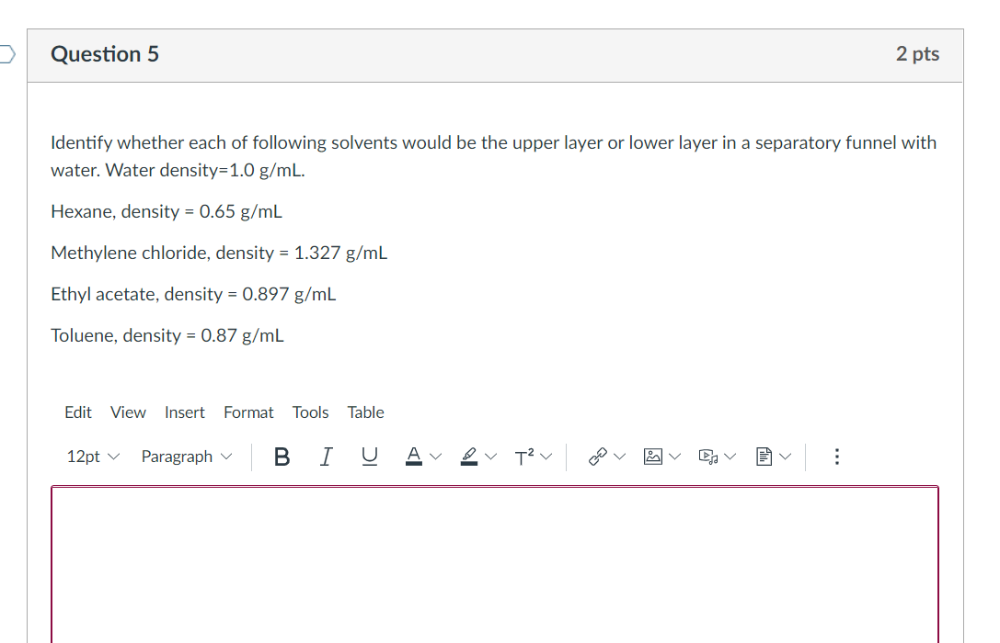 Question 5
2 pts
Identify whether each of following solvents would be the upper layer or lower layer in a separatory funnel with
water. Water density=1.0 g/mL.
Hexane, density = 0.65 g/mL
Methylene chloride, density = 1.327 g/mL
Ethyl acetate, density = 0.897 g/mL
Toluene, density = 0.87 g/mL
Edit View Insert Format Tools Table
12pt Paragraph B I U A T²